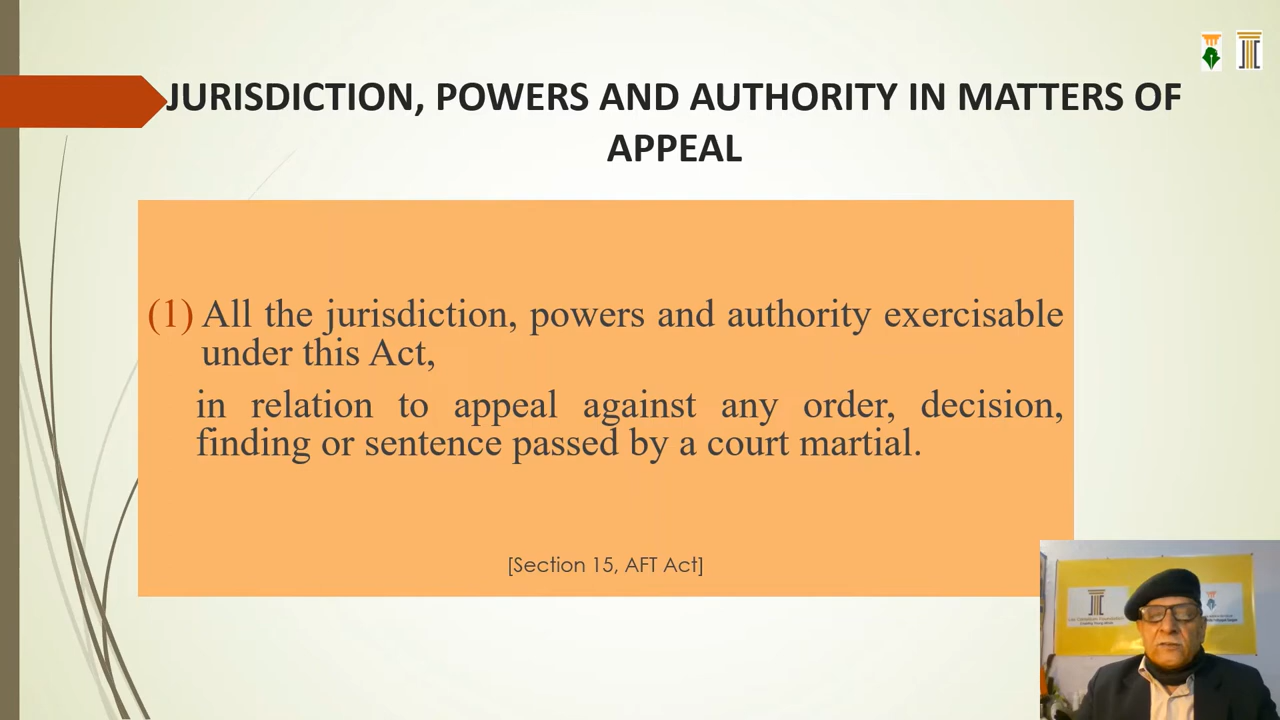 JURISDICTION, POWERS AND AUTHORITY IN MATTERS OF
APPEAL
(1) All the jurisdiction, powers and authority exercisable
under this Act,
in relation to appeal against any order, decision,
finding or sentence passed by a court martial.
[Section 15, AFT Act]